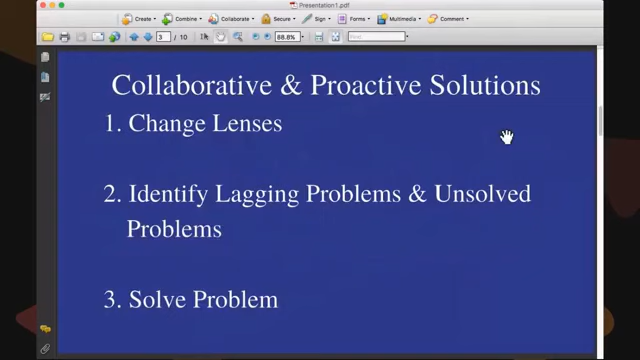 Presentation1.pdf
Create Combine Collaborate Secure Sign Forms Multimedia Comment
3 / 10 88.8% Find
Collaborative & Proactive Solutions
1. Change Lenses
2. Identify Lagging Problems & Unsolved
Problems
3. Solve Problem